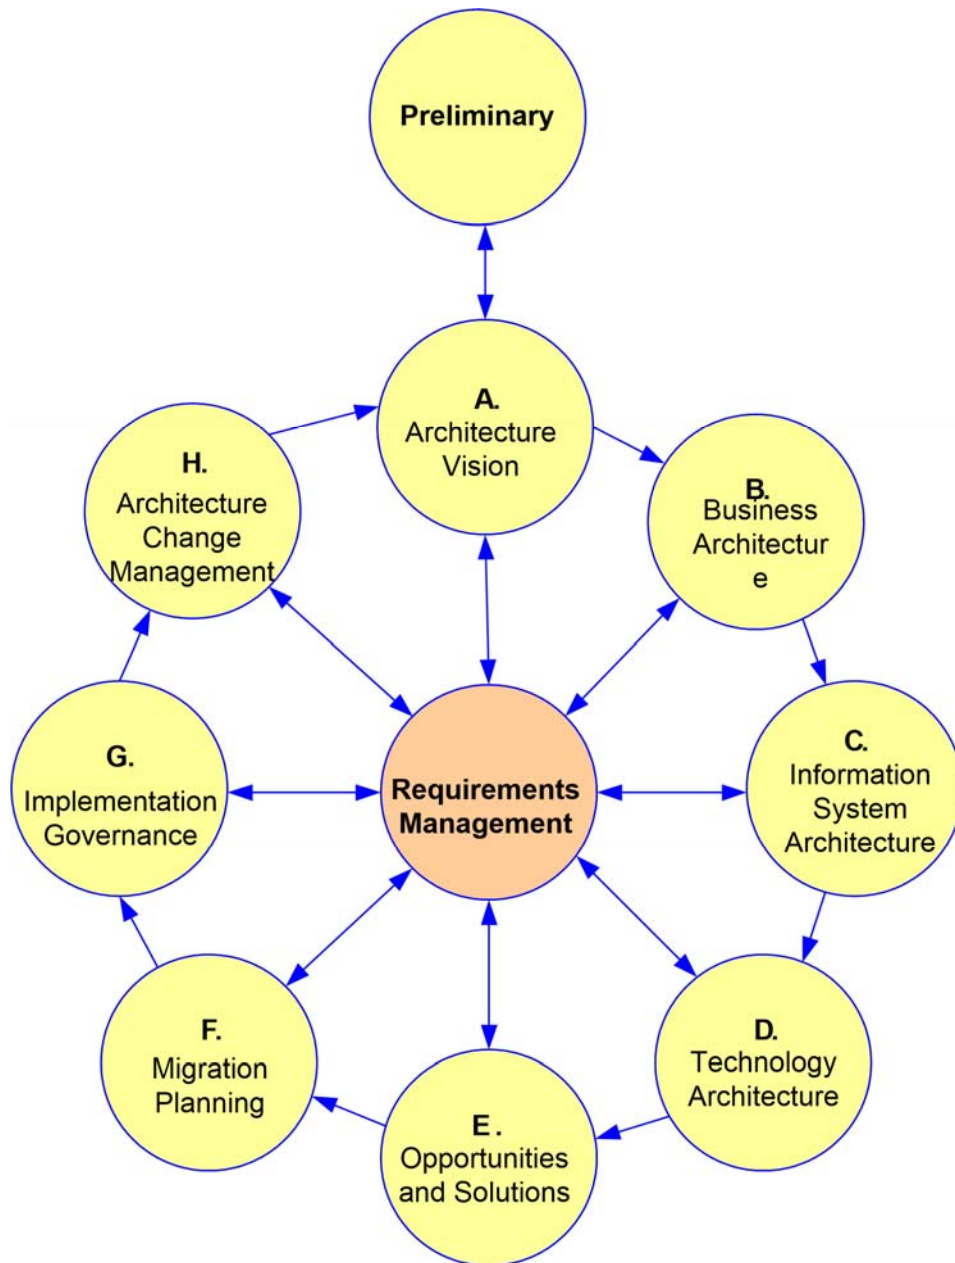 Preliminary
A.
Architecture
Vision
H.
Architecture
Change
Management
B.
Business
Architectur
e
C.
Information
System
Architecture
G.
Implementation
Governance
Requirements
Management
F.
Migration
Planning
D.
Technology
Architecture
E.
Opportunities
and Solutions